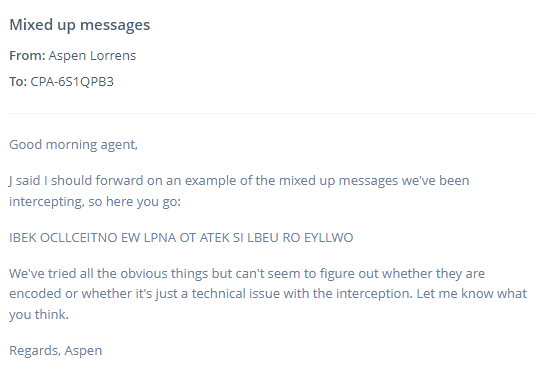 Mixed up messages
From: Aspen Lorrens
To: CPA-6S1QPB3
Good morning agent,
J said I should forward on an example of the mixed up messages we've been
intercepting, so here you go:
IBEK OCLLCEITNO EW LPNA OT ATEK SI LBEU RO EYLLWO
We've tried all the obvious things but can't seem to figure out whether they are
encoded or whether it's just a technical issue with the interception. Let me know what
you think.
Regards, Aspen